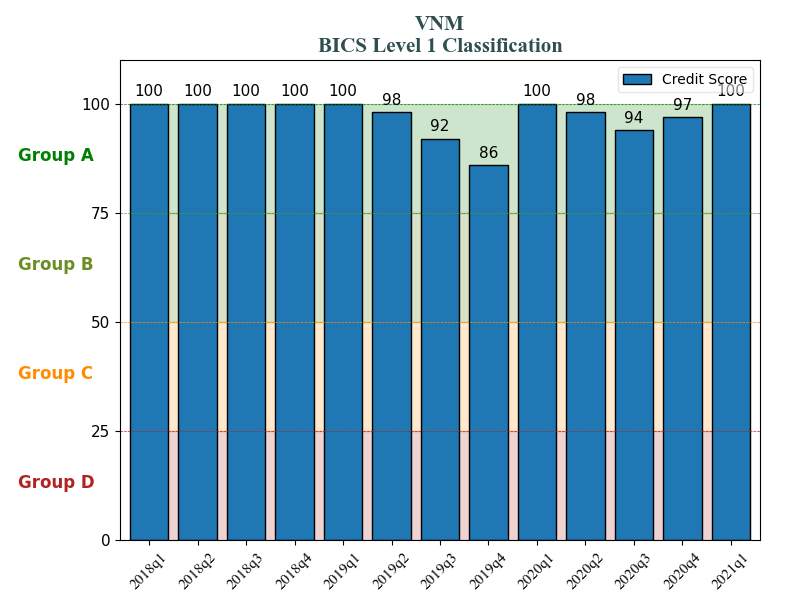 VNM
BICS Level 1 Classification
Credit Score
100 100 100 100 100 98 92 86 100 98 94 97 100
100
Group A
75
Group B
50
Group C
25
Group D
0
2018q1 2018q2 2018q3 2018q4 2019q1 2019q2 2019q3 2019q4 2020q1 2020q2 2020q3 2020q4 2021q1